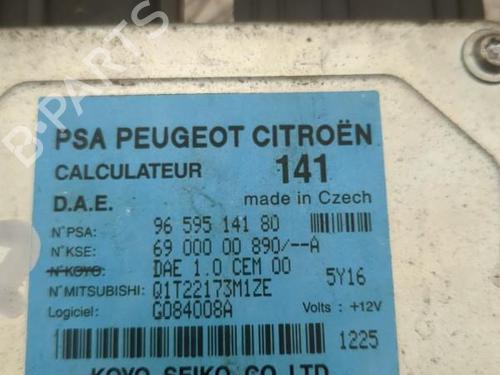 PSA PEUGEOT CITROËN
CALCULATEUR 141
D.A.E. made in Czech
N°PSA: 96 595 141 80
N°KSE: 69 000 00 890/--A
N°KOYO: DAE 1.0 CEM 00 5Y16
N°MITSUBISHI: Q1T22173M1ZE
Logiciel: G084008A Volts : +12V
1 1225
KOYO SEIKO CO LTD
B-Parts